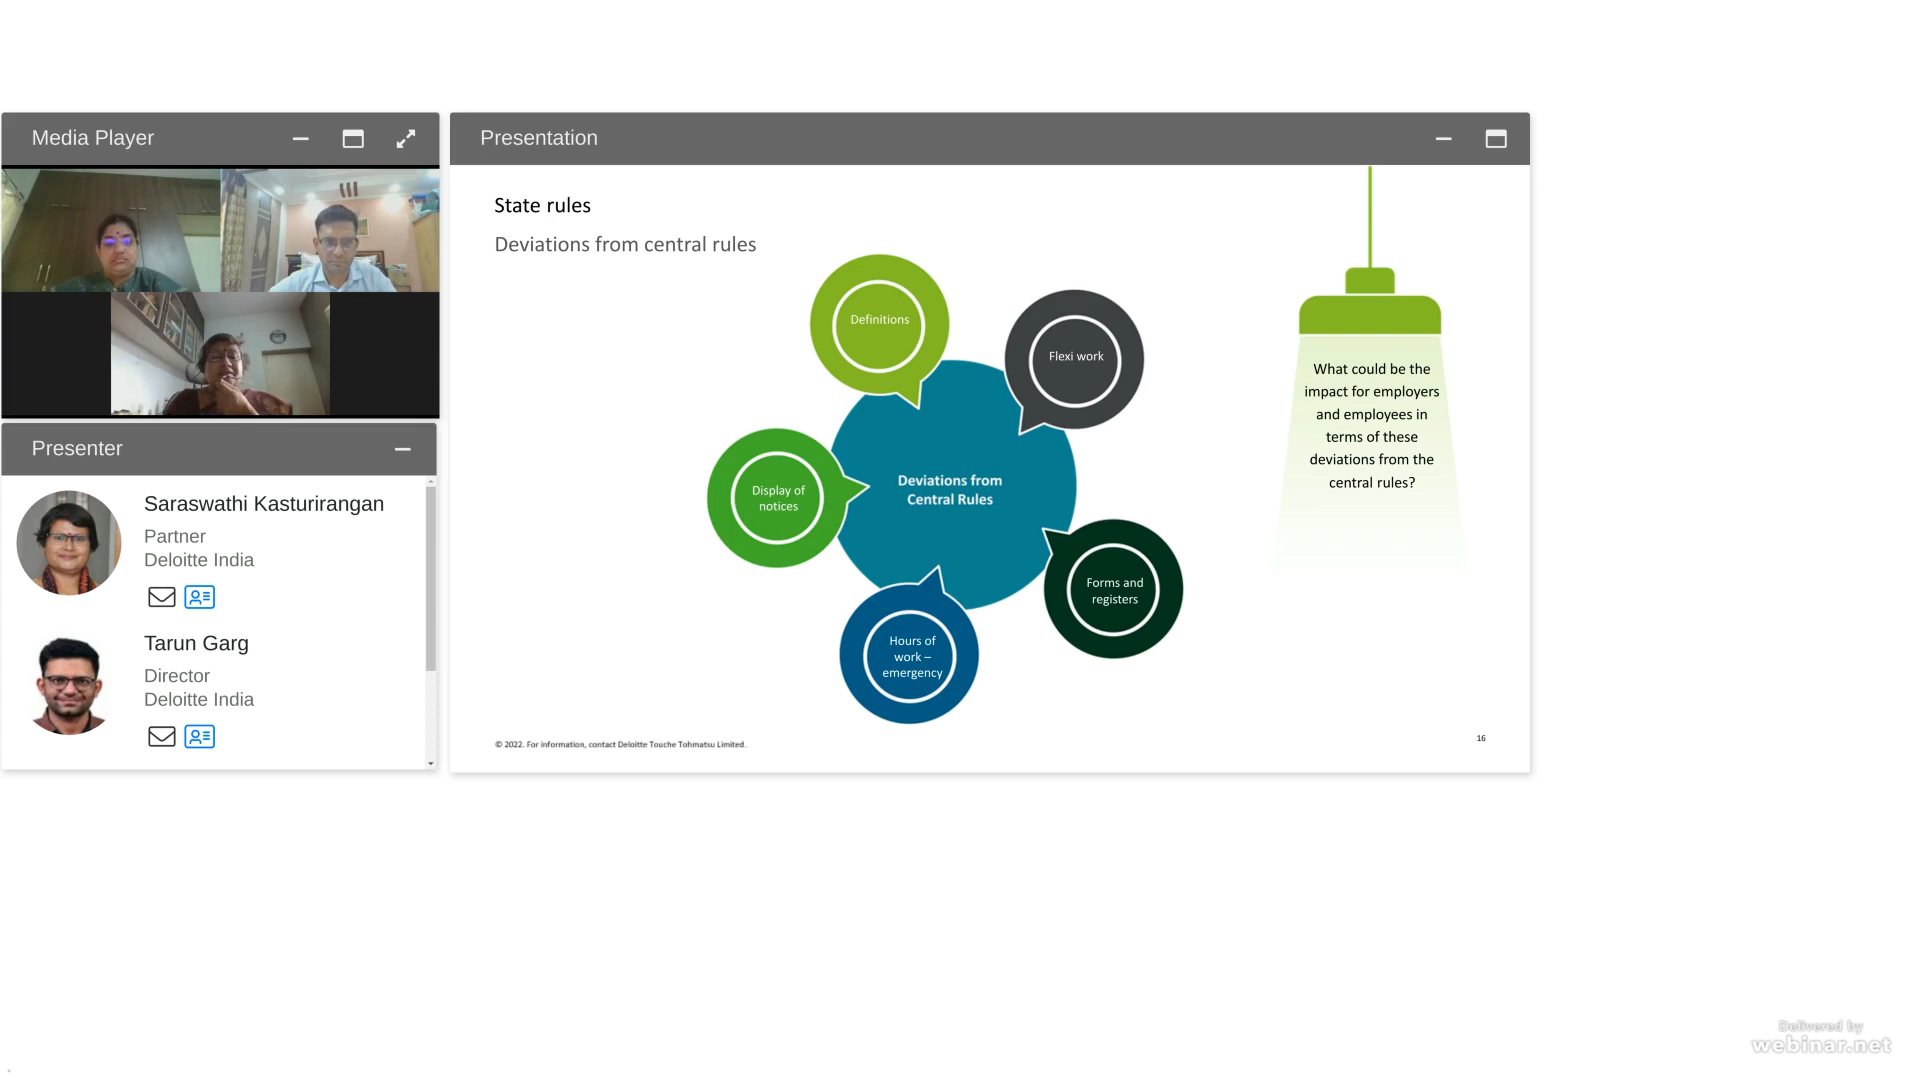 Media Player
Presentation
State rules
Deviations from central rules
Definitions
Flexi work
What could be the
impact for employers
and employees in
terms of these
deviations from the
central rules?
Display of
notices
Deviations from
Central Rules
Forms and
registers
Hours of
work –
emergency
© 2022. For information, contact Deloitte Touche Tohmatsu Limited.
16
Presenter
Saraswathi Kasturirangan
Partner
Deloitte India
Tarun Garg
Director
Deloitte India
Delivered by
webinar.net